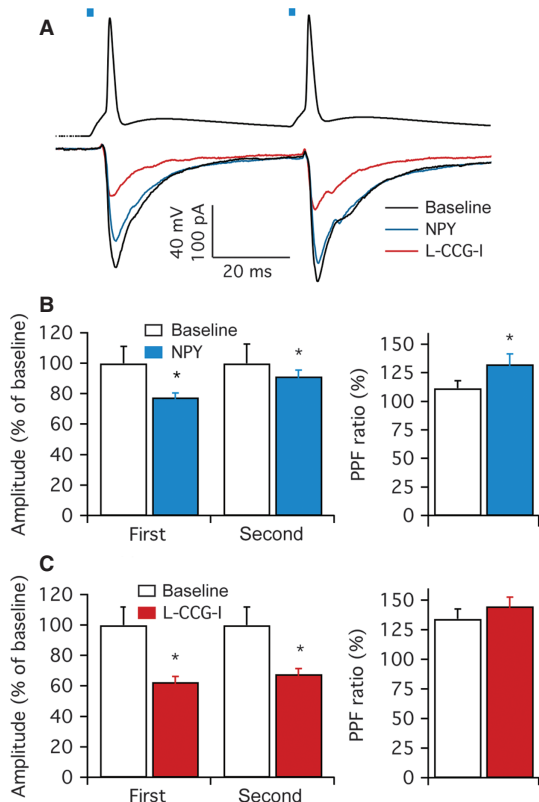 A
40 mV
100 pA
20 ms
Baseline
NPY
L-CCG-I
B
Amplitude (% of baseline)
120
100
80
60
40
20
0
Baseline
NPY
*
*
First
Second
PPF ratio (%)
150
125
100
75
50
25
0
*
C
Amplitude (% of baseline)
120
100
80
60
40
20
0
Baseline
L-CCG-I
*
*
First
Second
PPF ratio (%)
150
125
100
75
50
25
0